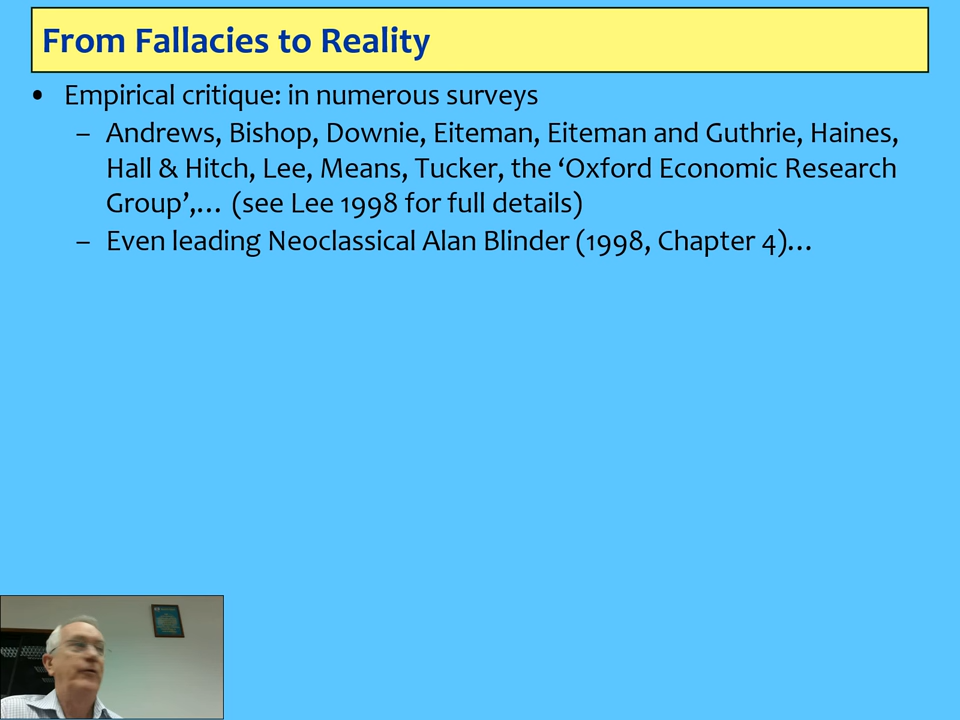 From Fallacies to Reality
• Empirical critique: in numerous surveys
– Andrews, Bishop, Downie, Eiteman, Eiteman and Guthrie, Haines,
Hall & Hitch, Lee, Means, Tucker, the ‘Oxford Economic Research
Group’,… (see Lee 1998 for full details)
– Even leading Neoclassical Alan Blinder (1998, Chapter 4)…